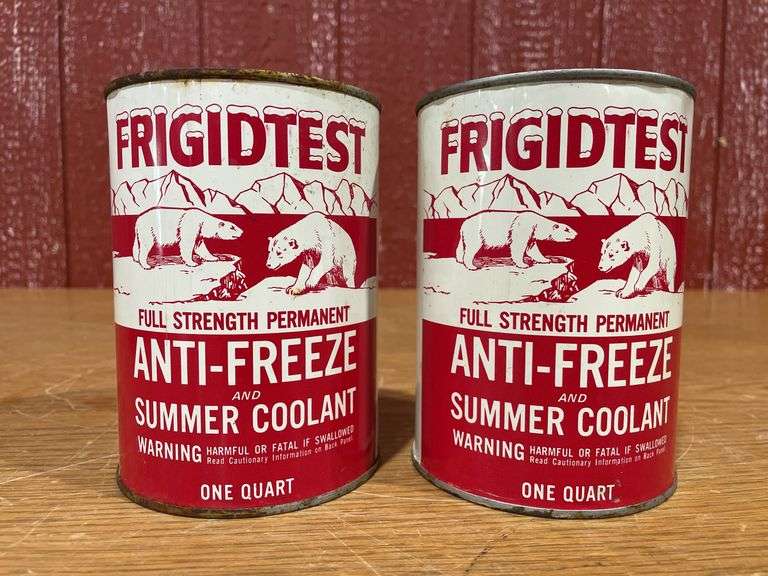 FRIGIDTEST
FULL STRENGTH PERMANENT
ANTI-FREEZE
AND
SUMMER COOLANT
WARNING HARMFUL OR FATAL IF SWALLOWED
Read Cautionary Information on Back Panel.
ONE QUART
FRIGIDTEST
FULL STRENGTH PERMANENT
ANTI-FREEZE
AND
SUMMER COOLANT
WARNING HARMFUL OR FATAL IF SWALLOWED
Read Cautionary Information on Back Panel.
ONE QUART